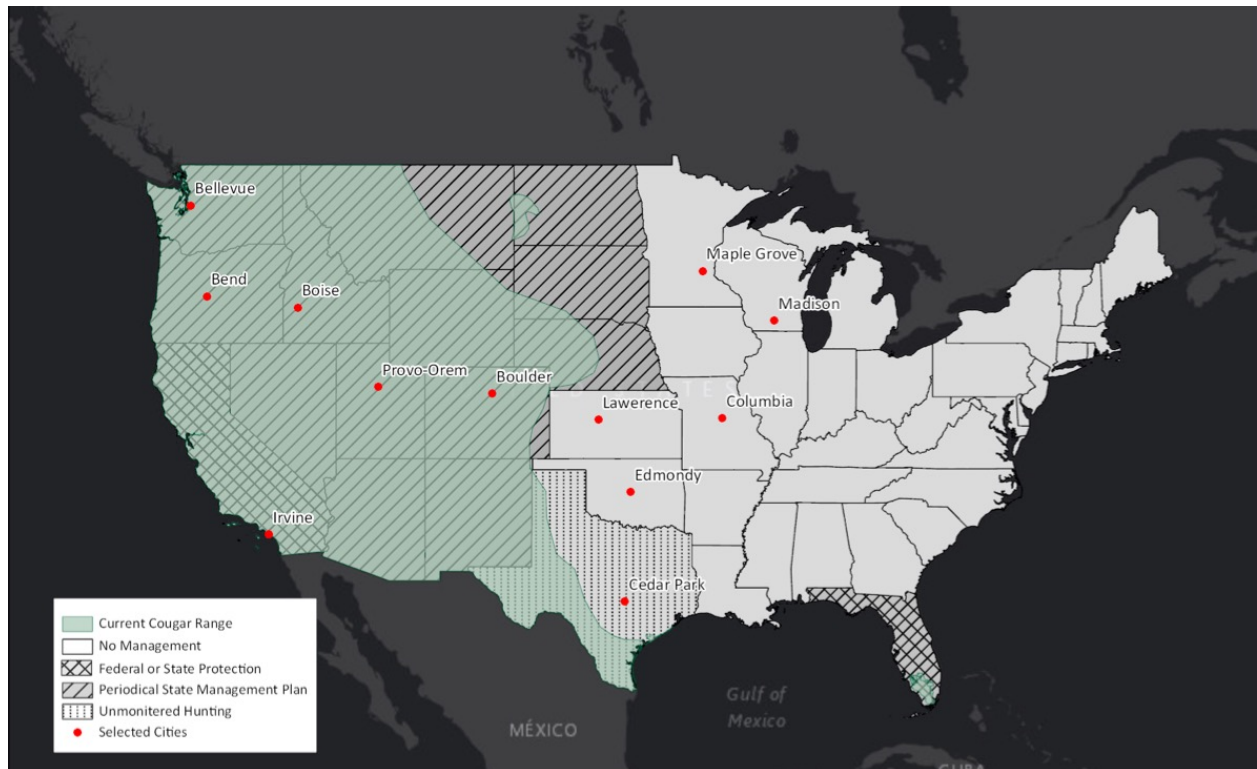 Bellevue
Maple Grove
Bend
Boise
Madison
Provo-Orem
Boulder
Lawerence
Columbia
Edmondy
Irvine
Cedar Park
Current Cougar Range
No Management
Federal or State Protection
Periodical State Management Plan
Unmonitered Hunting
Selected Cities
Gulf of
Mexico
MÉXICO